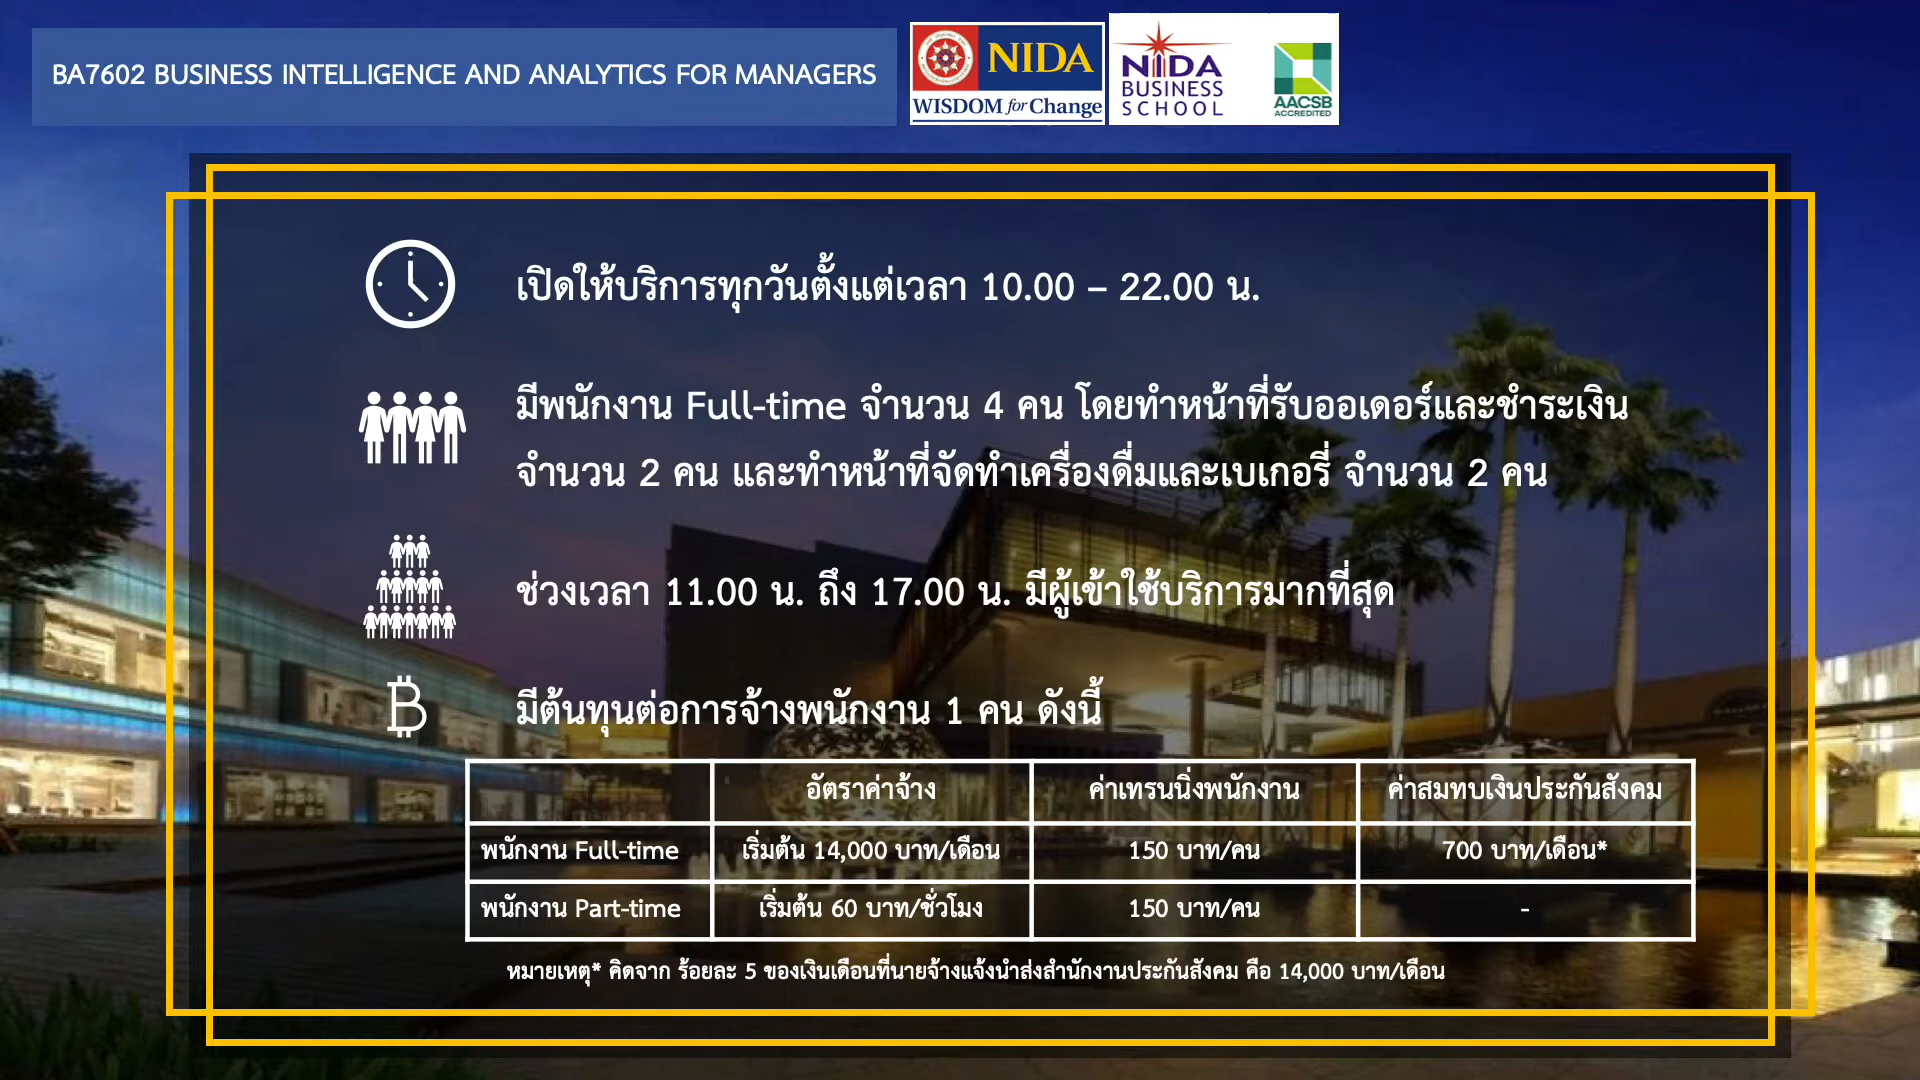 BA7602 BUSINESS INTELLIGENCE AND ANALYTICS FOR MANAGERS
NIDA
WISDOM for Change
NIDA
BUSINESS
SCHOOL
AACSB
ACCREDITED
เปิดให้บริการทุกวันตั้งแต่เวลา 10.00 – 22.00 น.
มีพนักงาน Full-time จำนวน 4 คน โดยทำหน้าที่รับออเดอร์และชำระเงิน
จำนวน 2 คน และทำหน้าที่จัดทำเครื่องดื่มและเบเกอรี่ จำนวน 2 คน
ช่วงเวลา 11.00 น. ถึง 17.00 น. มีผู้เข้าใช้บริการมากที่สุด
มีต้นทุนต่อการจ้างพนักงาน 1 คน ดังนี้
อัตราค่าจ้าง ค่าเทรนนิ่งพนักงาน ค่าสมทบเงินประกันสังคม
พนักงาน Full-time เริ่มต้น 14,000 บาท/เดือน 150 บาท/คน 700 บาท/เดือน*
พนักงาน Part-time เริ่มต้น 60 บาท/ชั่วโมง 150 บาท/คน -
หมายเหตุ* คิดจาก ร้อยละ 5 ของเงินเดือนที่นายจ้างแจ้งนำส่งสำนักงานประกันสังคม คือ 14,000 บาท/เดือน